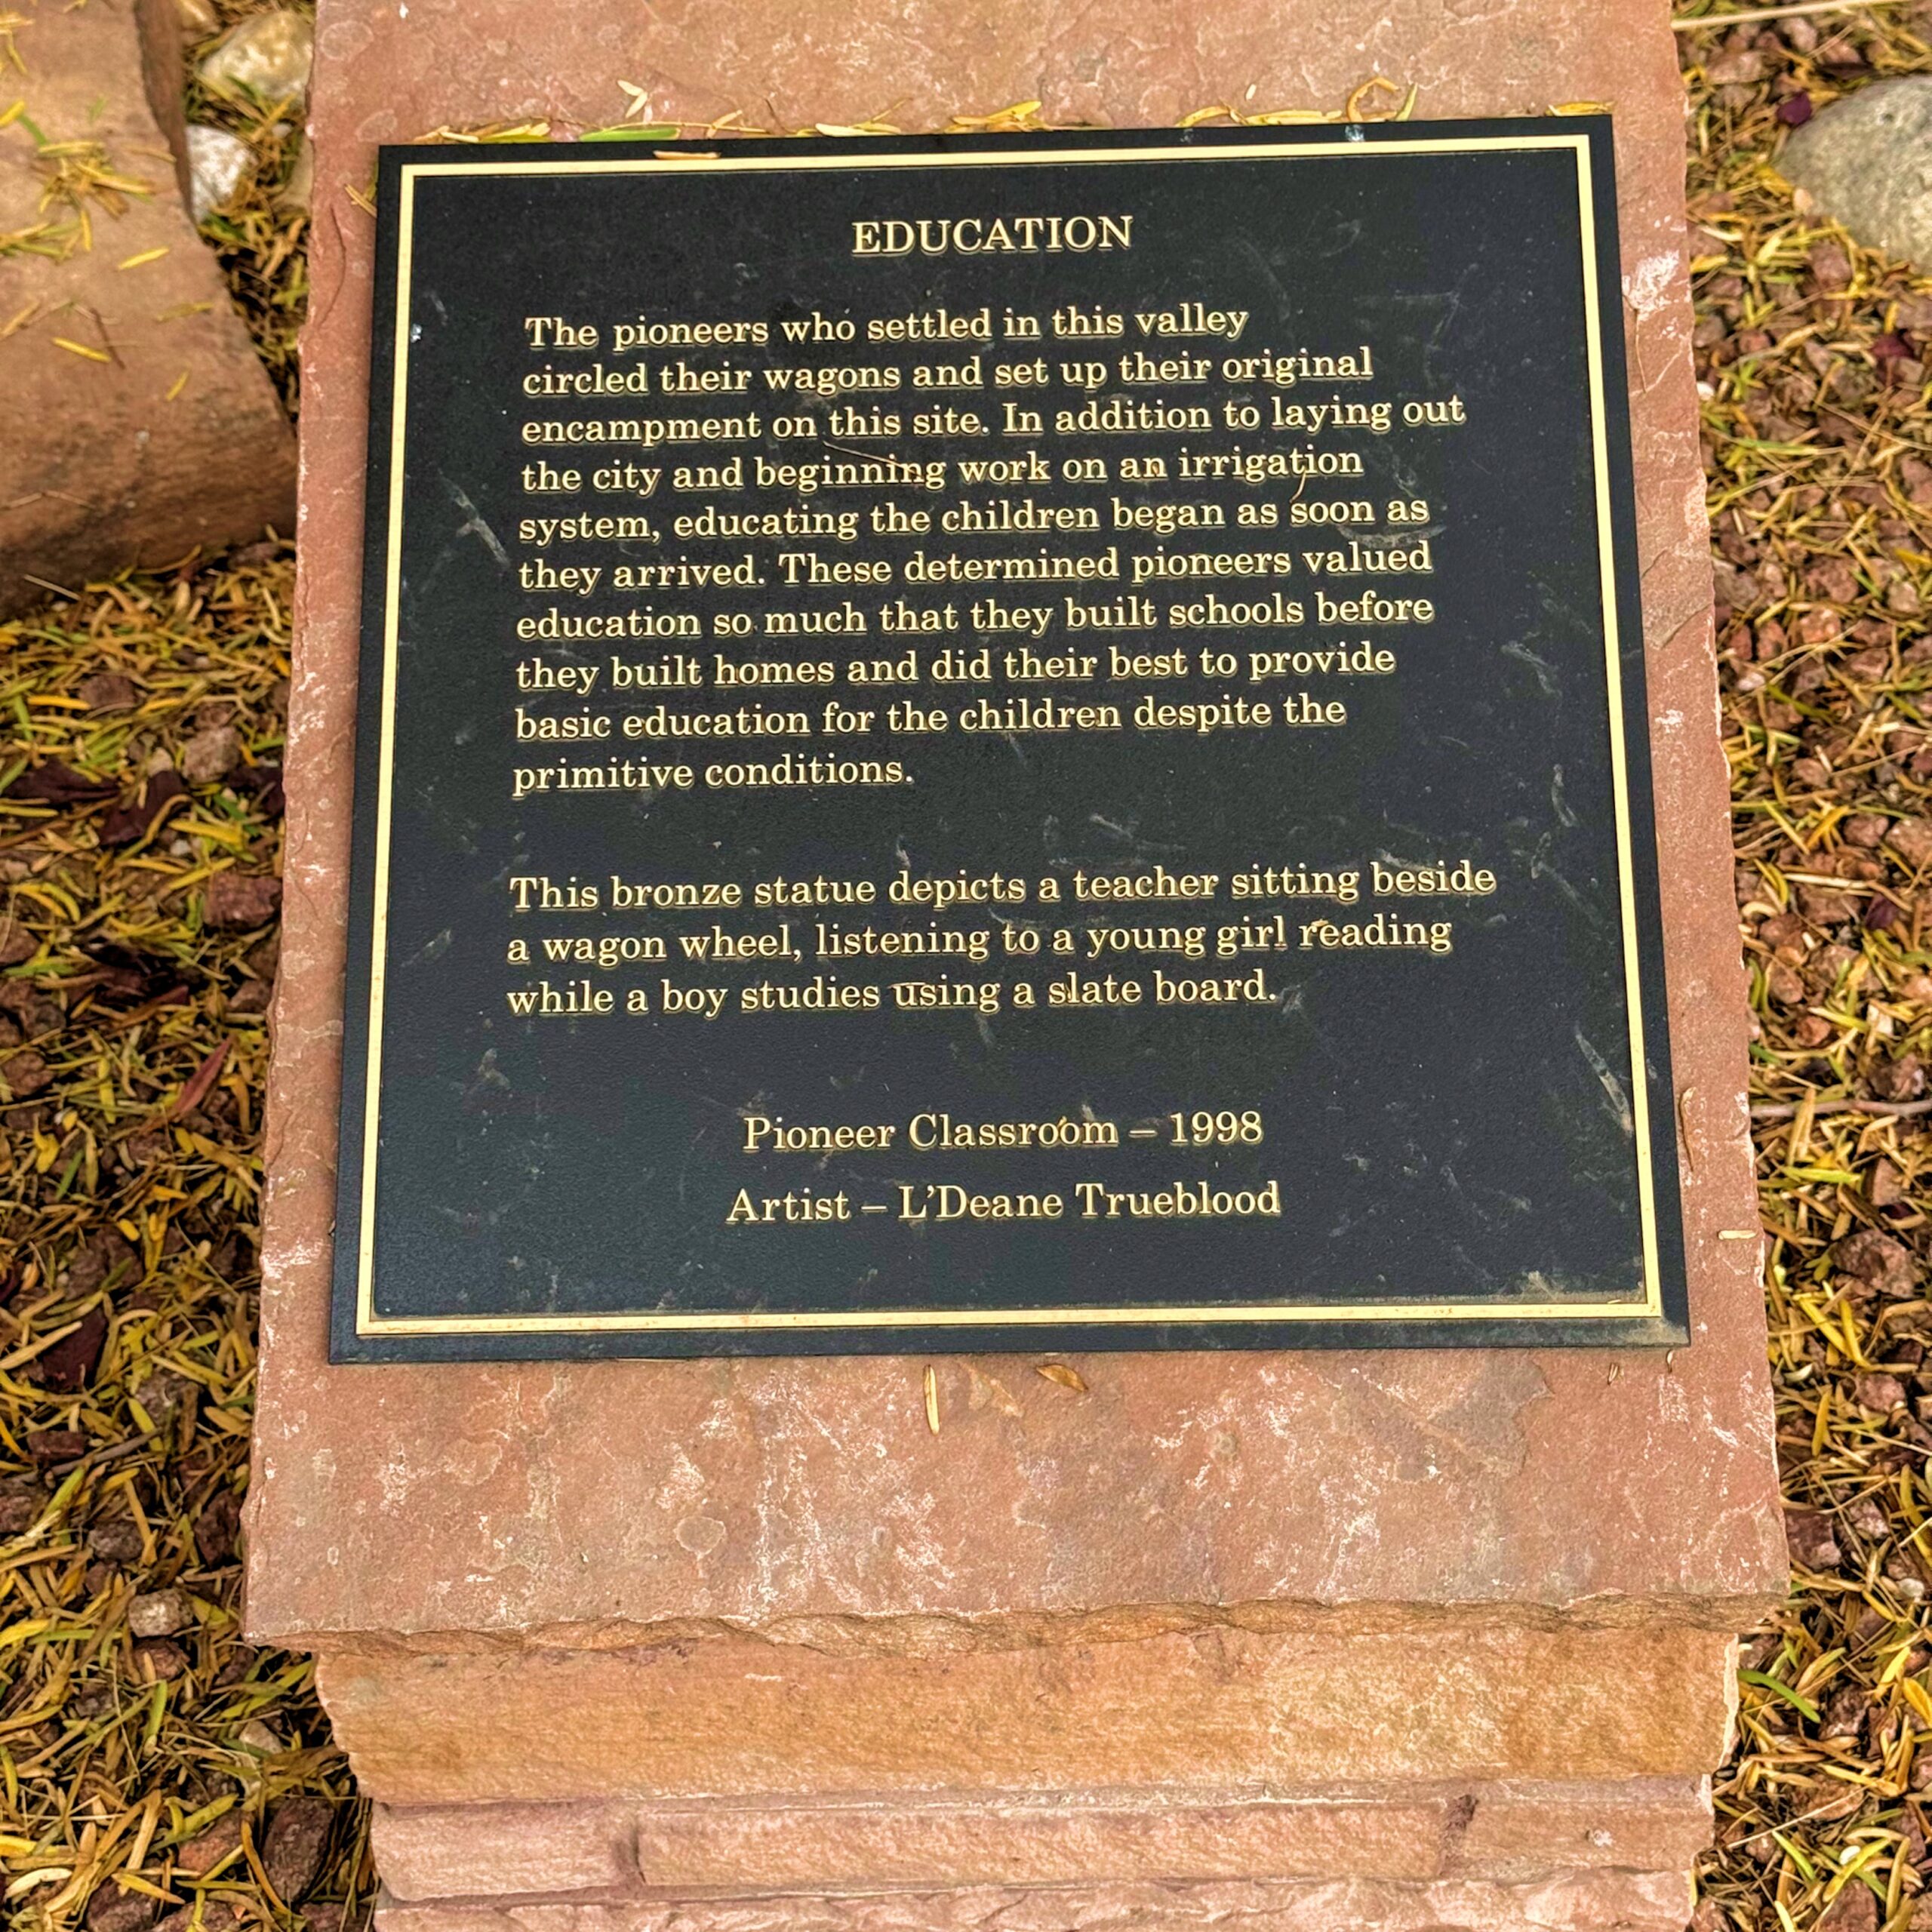 EDUCATION
The pioneers who settled in this valley
circled their wagons and set up their original
encampment on this site. In addition to laying out
the city and beginning work on an irrigation
system, educating the children began as soon as
they arrived. These determined pioneers valued
education so much that they built schools before
they built homes and did their best to provide
basic education for the children despite the
primitive conditions.
This bronze statue depicts a teacher sitting beside
a wagon wheel, listening to a young girl reading
while a boy studies using a slate board.
Pioneer Classroom – 1998
Artist – L’Deane Trueblood